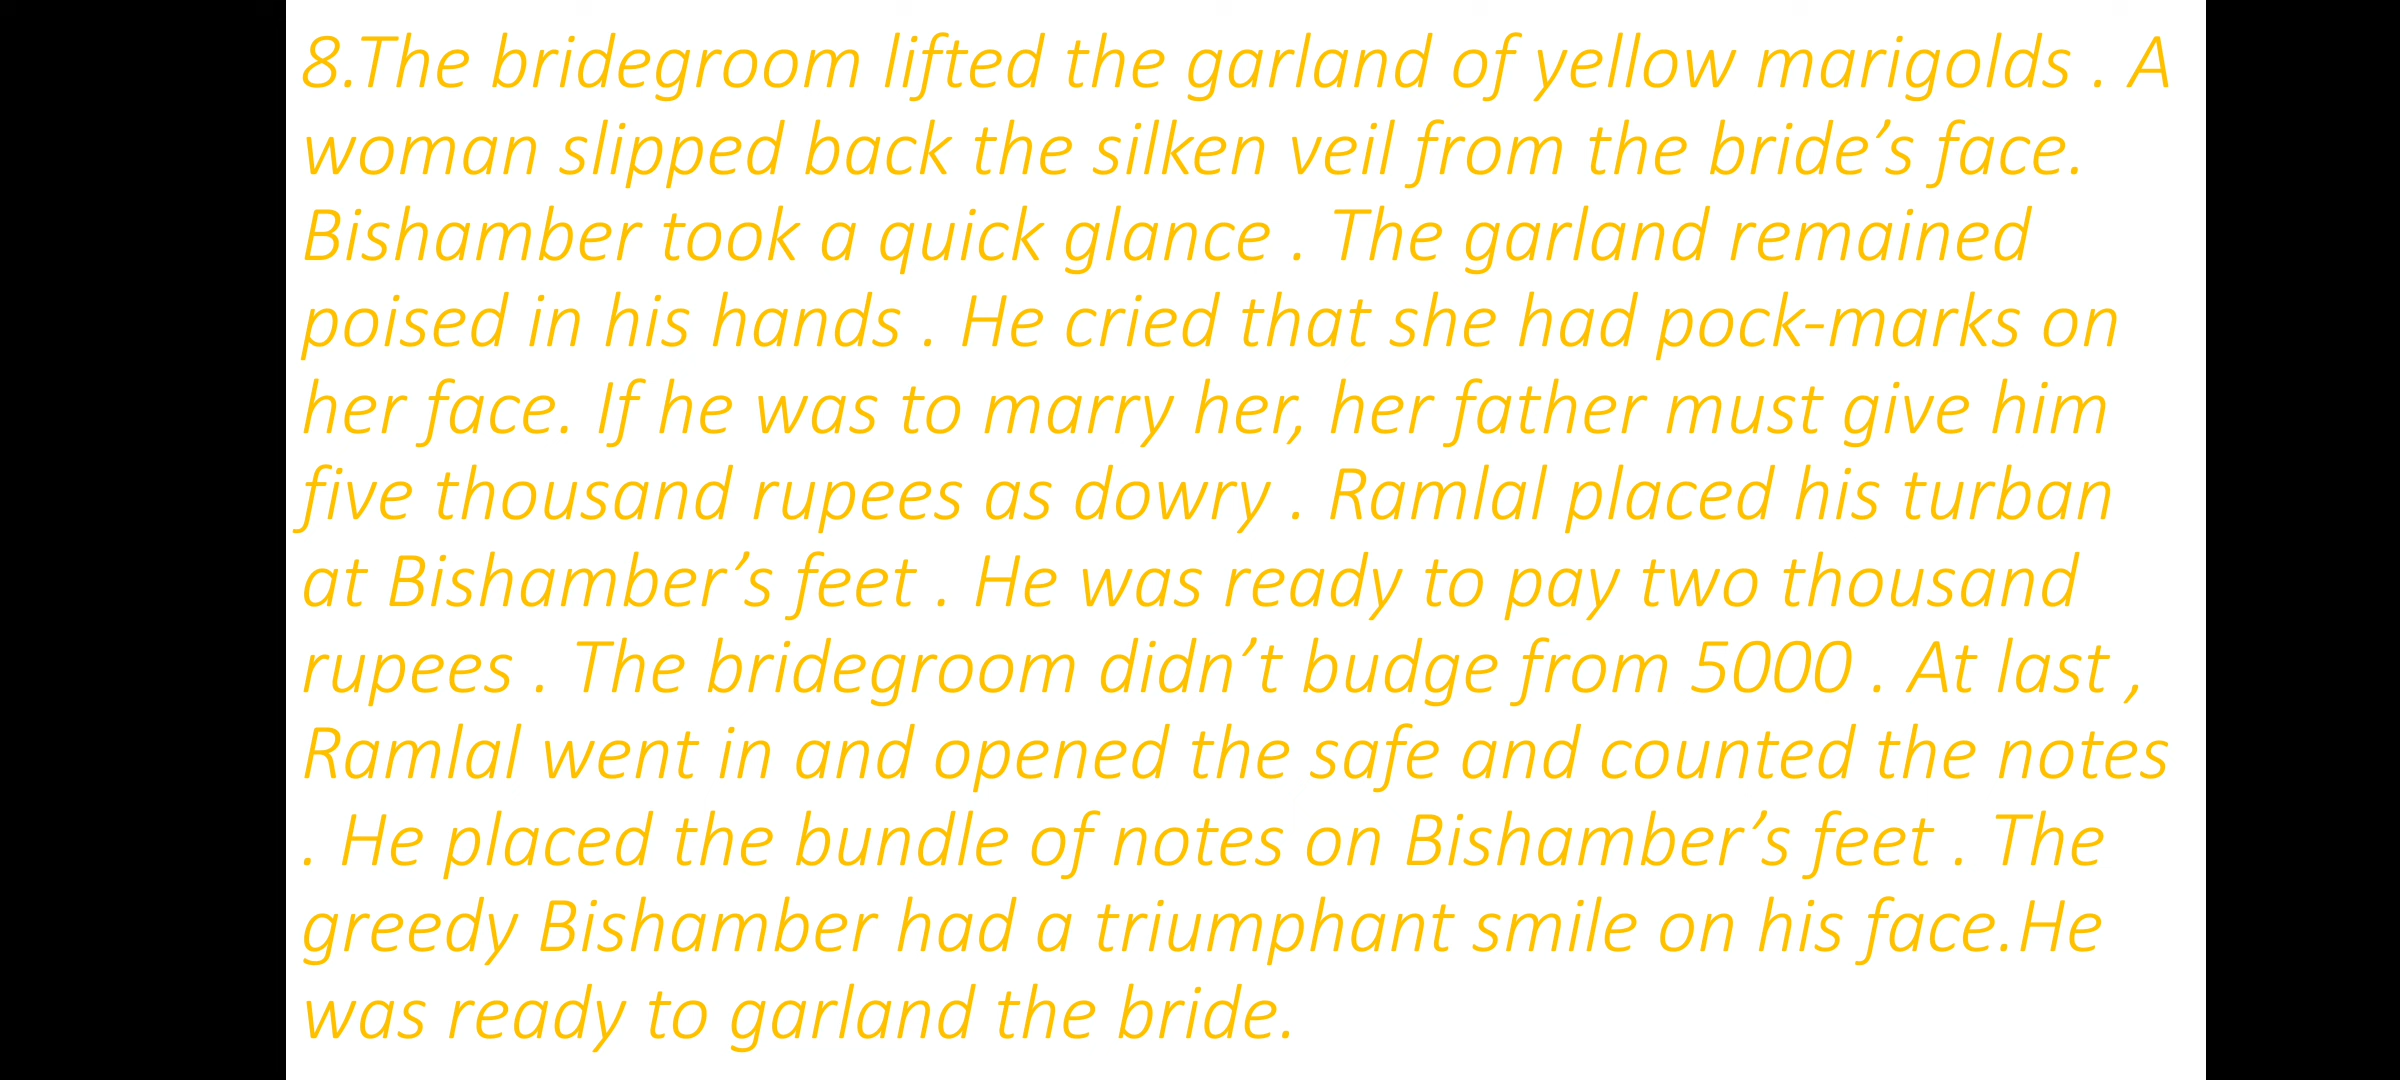 8.The bridegroom lifted the garland of yellow marigolds . A
woman slipped back the silken veil from the bride’s face.
Bishamber took a quick glance . The garland remained
poised in his hands . He cried that she had pock-marks on
her face. If he was to marry her, her father must give him
five thousand rupees as dowry . Ramlal placed his turban
at Bishamber’s feet . He was ready to pay two thousand
rupees . The bridegroom didn’t budge from 5000 . At last ,
Ramlal went in and opened the safe and counted the notes
. He placed the bundle of notes on Bishamber’s feet . The
greedy Bishamber had a triumphant smile on his face.He
was ready to garland the bride.